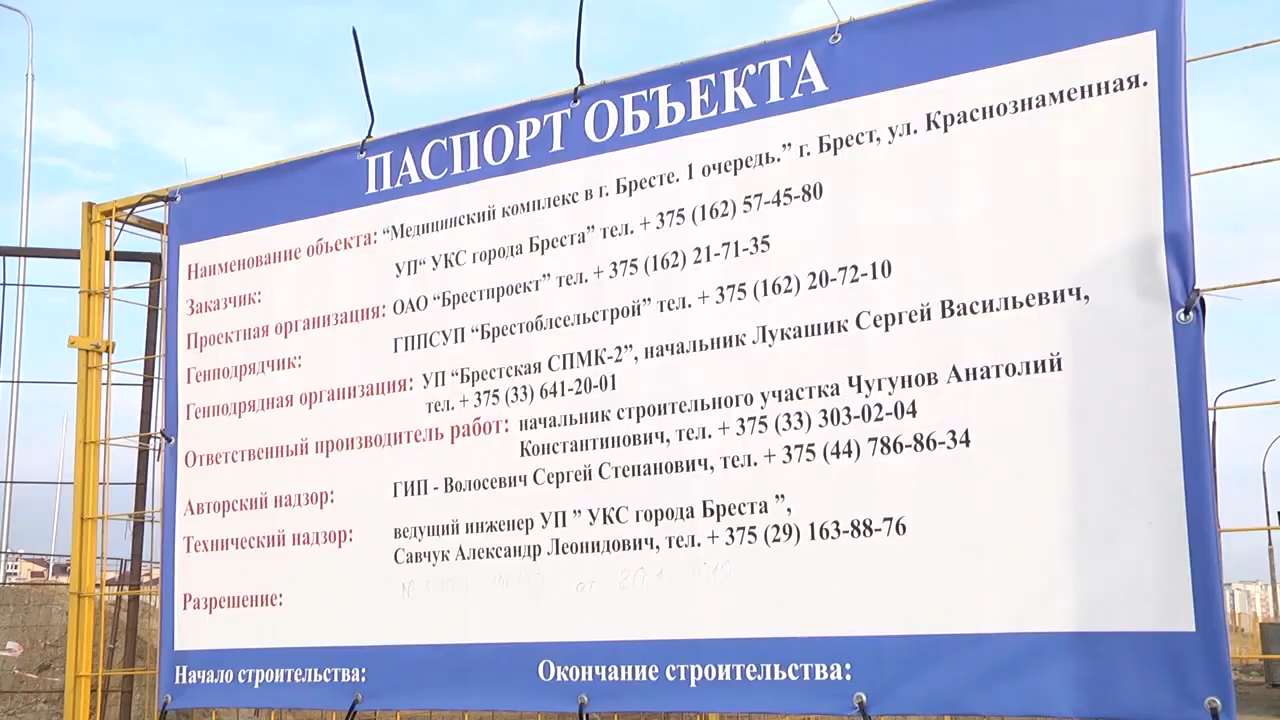 ПАСПОРТ ОБЪЕКТА
Наименование объекта: “Медицинский комплекс в г. Бресте. 1 очередь.” г. Брест, ул. Краснознаменная.
Заказчик: УП“ УКС города Бреста” тел. + 375 (162) 57-45-80
Проектная организация: ОАО “Брестпроект” тел. + 375 (162) 21-71-35
Генподрядчик: ГППСУП “Брестоблсельстрой” тел. + 375 (162) 20-72-10
Генподрядная организация: УП “Брестская СПМК-2”, начальник Лукашик Сергей Васильевич,
тел. + 375 (33) 641-20-01
Ответственный производитель работ: начальник строительного участка Чугунов Анатолий
Константинович, тел. + 375 (33) 303-02-04
Авторский надзор: ГИП - Волосевич Сергей Степанович, тел. + 375 (44) 786-86-34
Технический надзор: ведущий инженер УП ” УКС города Бреста ”,
Савчук Александр Леонидович, тел. + 375 (29) 163-88-76
Разрешение: № от
Начало строительства: Окончание строительства: